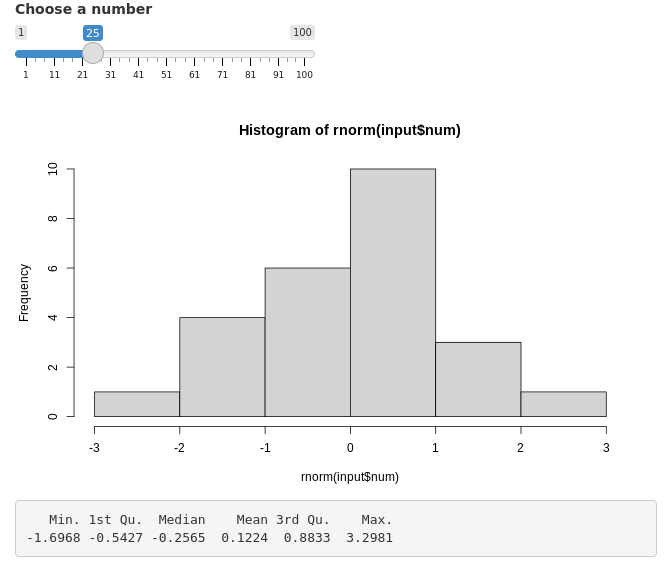 Choose a number
1 25 100
1 11 21 31 41 51 61 71 81 91 100
Histogram of rnorm(input$num)
Frequency
10
8
6
4
2
0
-3 -2 -1 0 1 2 3
rnorm(input$num)
Min. 1st Qu. Median Mean 3rd Qu. Max.
-1.6968 -0.5427 -0.2565 0.1224 0.8833 3.2981